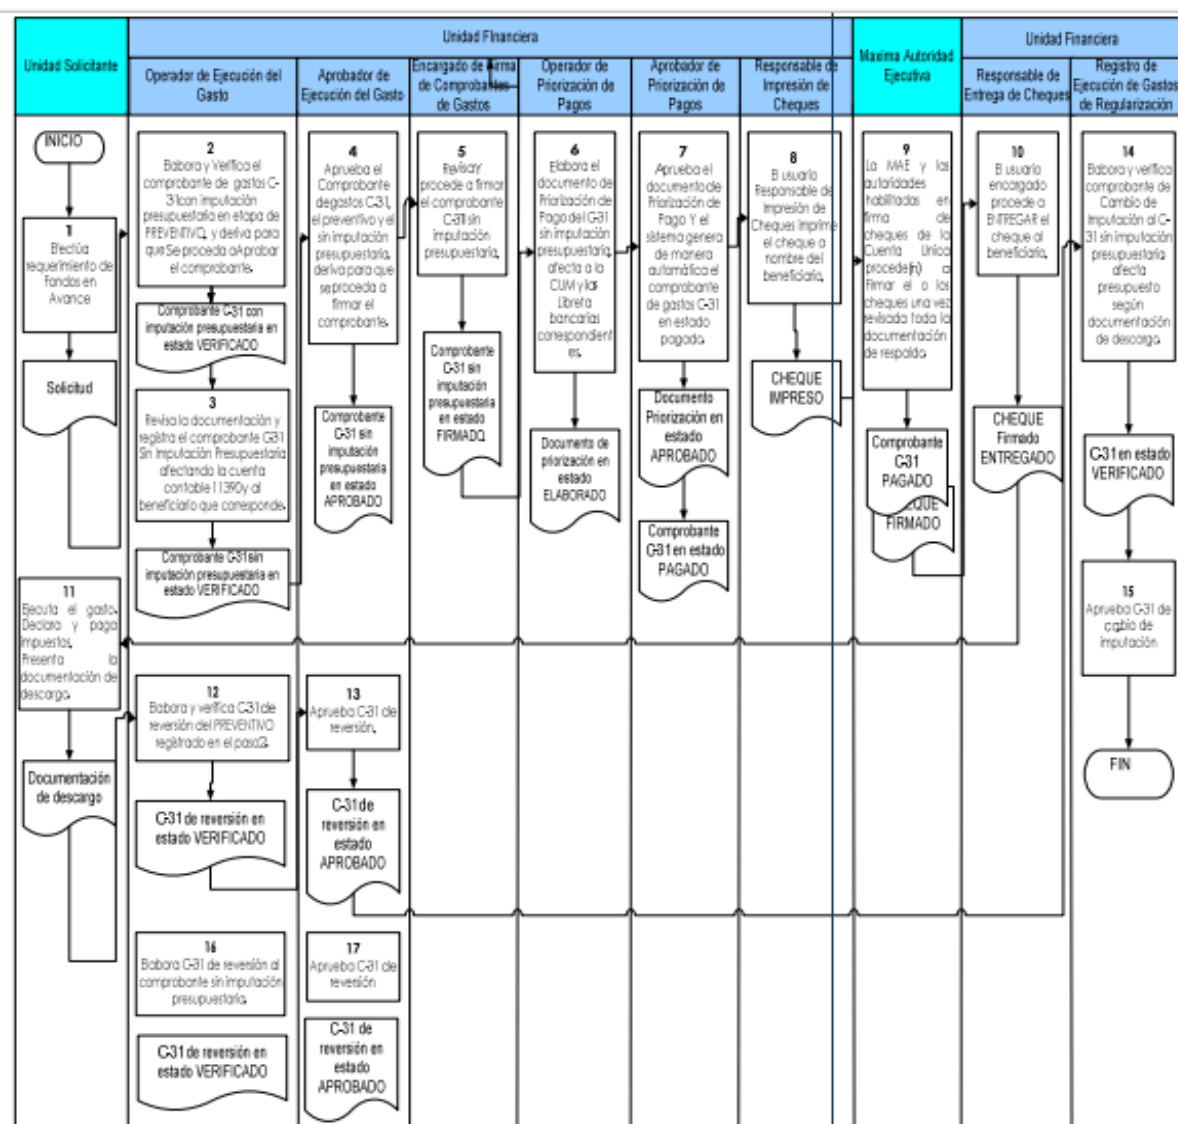 Unidad Solicitante
Unidad Financiera
Maxima Autoridad
Ejecutiva
Unidad Financiera
Operador de Ejecución del
Gasto
Aprobador de
Ejecución del Gasto
Encargado de Firma
de Comprobantes
de Gastos
Operador de
Priorización de
Pagos
Aprobador de
Priorización de
Pagos
Responsable de
Impresión de
Cheques
Responsable de
Entrega de Cheques
Registro de
Ejecución de Gastos
de Regularización
INICIO
1
Efectúa
requerimiento de
Fondos en
Avance
Solicitud
2
Elabora y Verifica el
comprobante de gastos C-
31con imputación
presupuestaria en etapa de
PREVENTIVO, y deriva para
que Se proceda a Aprobar
el comprobante.
Comprobante C-31 con
imputación presupuestaria en
estado VERIFICADO
3
Revisa la documentación y
registra el comprobante C-31
Sin Imputación Presupuestaria
afectando la cuenta
contable 11390 y al
beneficiario que corresponde.
Comprobante C-31 sin
imputación presupuestaria en
estado VERIFICADO
4
Aprueba el
Comprobante
de gastos C-31,
el preventivo y el
sin imputación
presupuestaria,
deriva para que
se proceda a
firmar el
comprobante.
Comprobante
C-31 sin
imputación
presupuestaria
en estado
APROBADO
5
Revisa Y
procede a firmar
el comprobante
C-31 sin
imputación
presupuestaria.
Comprobante
C-31 sin
imputación
presupuestaria
en estado
FIRMADO.
6
Elabora el
documento de
Priorización de
Pago del C-31
sin imputación
presupuestaria,
afecta a la
CUM y las
Libreta
bancarias
correspondient
es.
Documento de
priorización en
estado
ELABORADO
7
Aprueba el
documento de
Priorización de
Pago Y el
sistema genera
de manera
automática el
comprobante
de gastos C-31
en estado
pagado.
Documento
Priorización en
estado
APROBADO
Comprobante
C-31 en estado
PAGADO
8
El usuario
Responsable de
Impresión de
Cheques imprime
el cheque a
nombre del
beneficiario.
CHEQUE
IMPRESO
9
La MAE y las
autoridades
habilitadas en
firma de
cheques de la
Cuenta Única
procede(n) a
Firmar el o los
cheques una vez
revisada toda la
documentación
de respaldo.
Comprobante
C-31
PAGADO
CHEQUE
FIRMADO
10
El usuario
encargado
procede a
ENTREGAR el
cheque al
beneficiario.
CHEQUE
Firmado
ENTREGADO
14
Elabora y verifica
comprobante de
Cambio de
Imputación al C-
31 sin imputación
presupuestaria
afecta
presupuesto
según
documentación
de descargo.
C-31 en estado
VERIFICADO
15
Aprueba C-31 de
imputación
FIN
11
Ejecuta el gasto.
Declara y paga
impuestos.
Presenta la
documentación de
descargo.
Documentación
de descargo
12
Elabora y verifica C-31 de
reversión del PREVENTIVO
registrado en el paso 2.
C-31 de reversión en
estado VERIFICADO
13
Aprueba C-31 de
reversión.
C-31 de
reversión en
estado
APROBADO
16
Elabora C-31 de reversión al
comprobante sin imputación
presupuestaria.
C-31 de reversión en
estado VERIFICADO
17
Aprueba C-31 de
reversión
C-31 de
reversión en
estado
APROBADO